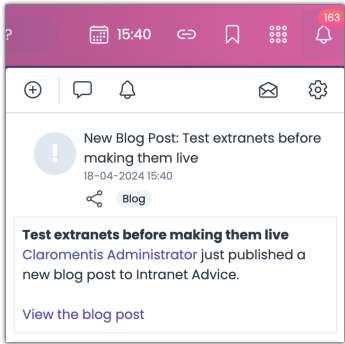 163
?
15:40
New Blog Post: Test extranets before
making them live
18-04-2024 15:40
Blog
Test extranets before making them live
Claromentis Administrator just published a
new blog post to Intranet Advice.
View the blog post